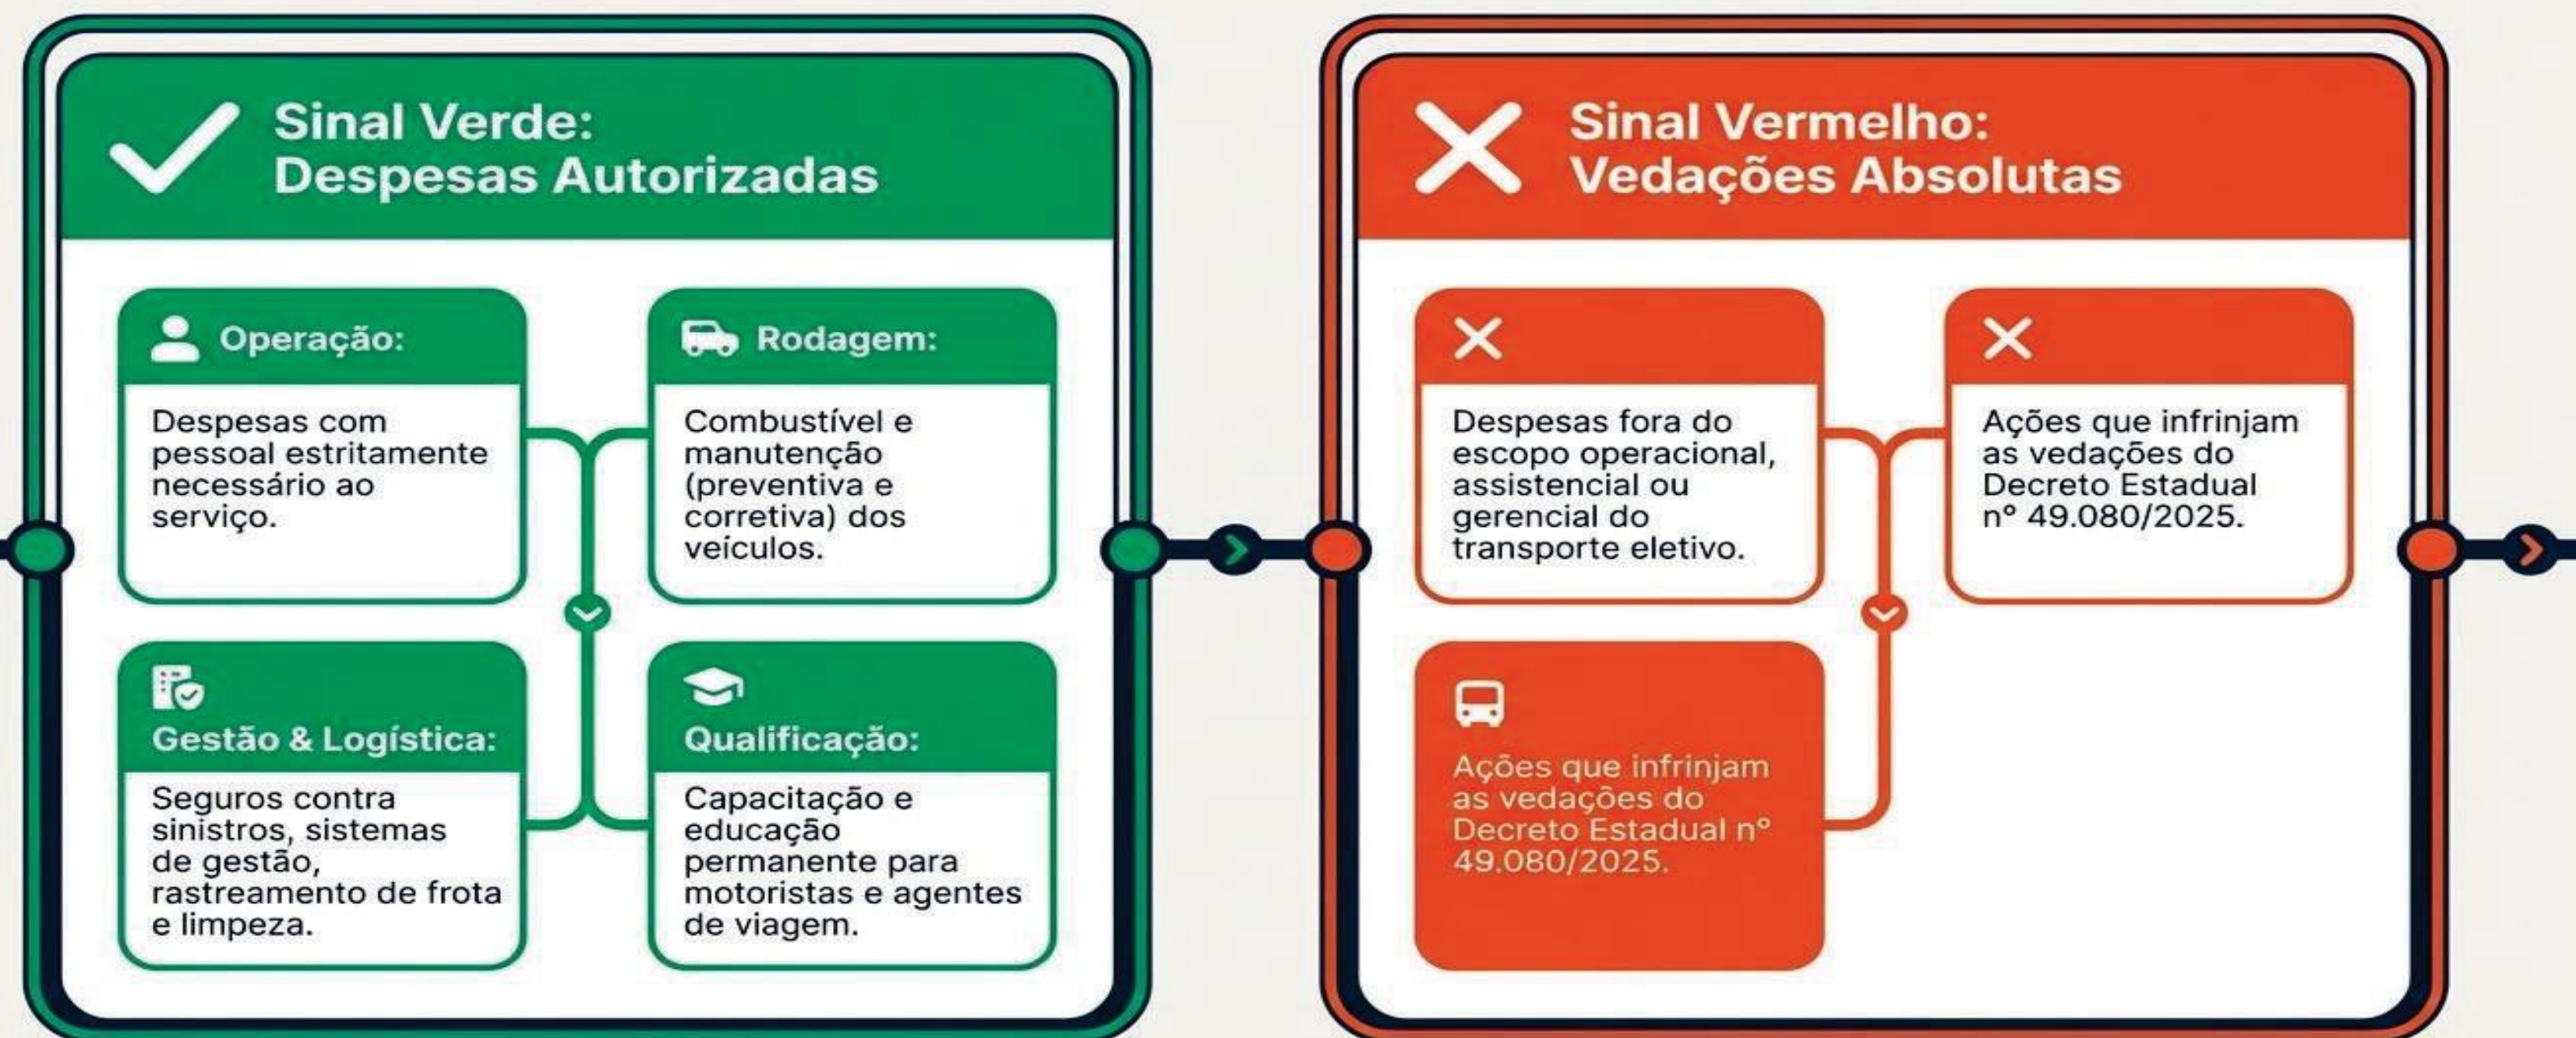 Sinal Verde:
Despesas Autorizadas
Operação:
Despesas com
pessoal estritamente
necessário ao
serviço.
Rodagem:
Combustível e
manutenção
(preventiva e
corretiva) dos
veículos.
Gestão & Logística:
Seguros contra
sinistros, sistemas
de gestão,
rastreamento de frota
e limpeza.
Qualificação:
Capacitação e
educação
permanente para
motoristas e agentes
de viagem.
Sinal Vermelho:
Vedações Absolutas
Despesas fora do
escopo operacional,
assistencial ou
gerencial do
transporte eletivo.
Ações que infrinjam
as vedações do
Decreto Estadual
nº 49.080/2025.
Ações que infrinjam
as vedações do
Decreto Estadual nº
49.080/2025.